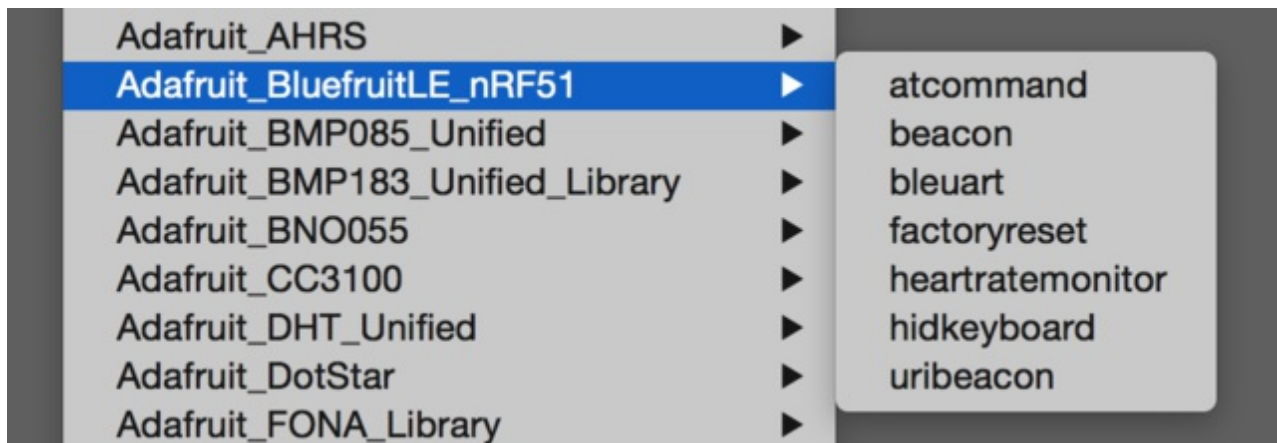 Adafruit_AHRS
Adafruit_BluefruitLE_nRF51
Adafruit_BMP085_Unified
Adafruit_BMP183_Unified_Library
Adafruit_BNO055
Adafruit_CC3100
Adafruit_DHT_Unified
Adafruit_DotStar
Adafruit_FONA_Library
atcommand
beacon
bleuart
factoryreset
heartratemonitor
hidkeyboard
uribeacon